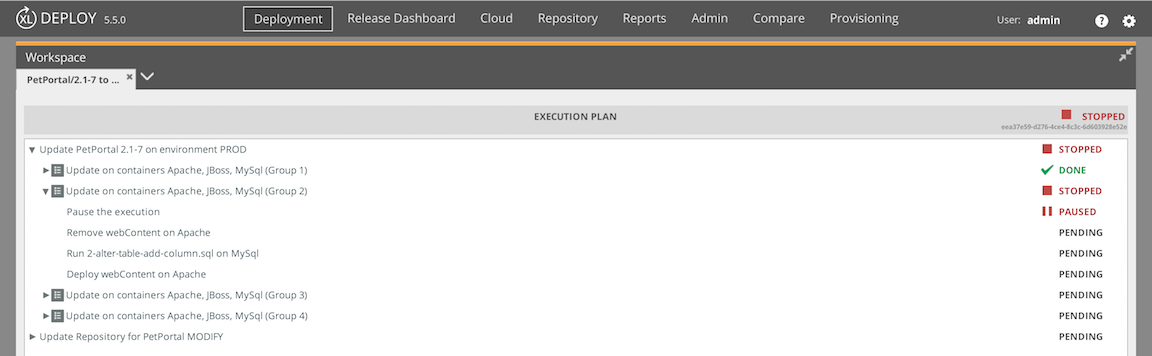 XL DEPLOY 5.5.0 Deployment Release Dashboard Cloud Repository Reports Admin Compare Provisioning User: admin ?
Workspace
PetPortal/2.1-7 to ... ×
EXECUTION PLAN STOPPED
eea37e59-d276-4ce4-8c3c-6d603928e52e
Update PetPortal 2.1-7 on environment PROD STOPPED
Update on containers Apache, JBoss, MySql (Group 1) DONE
Update on containers Apache, JBoss, MySql (Group 2) STOPPED
Pause the execution PAUSED
Remove webContent on Apache PENDING
Run 2-alter-table-add-column.sql on MySql PENDING
Deploy webContent on Apache PENDING
Update on containers Apache, JBoss, MySql (Group 3) PENDING
Update on containers Apache, JBoss, MySql (Group 4) PENDING
Update Repository for PetPortal MODIFY PENDING